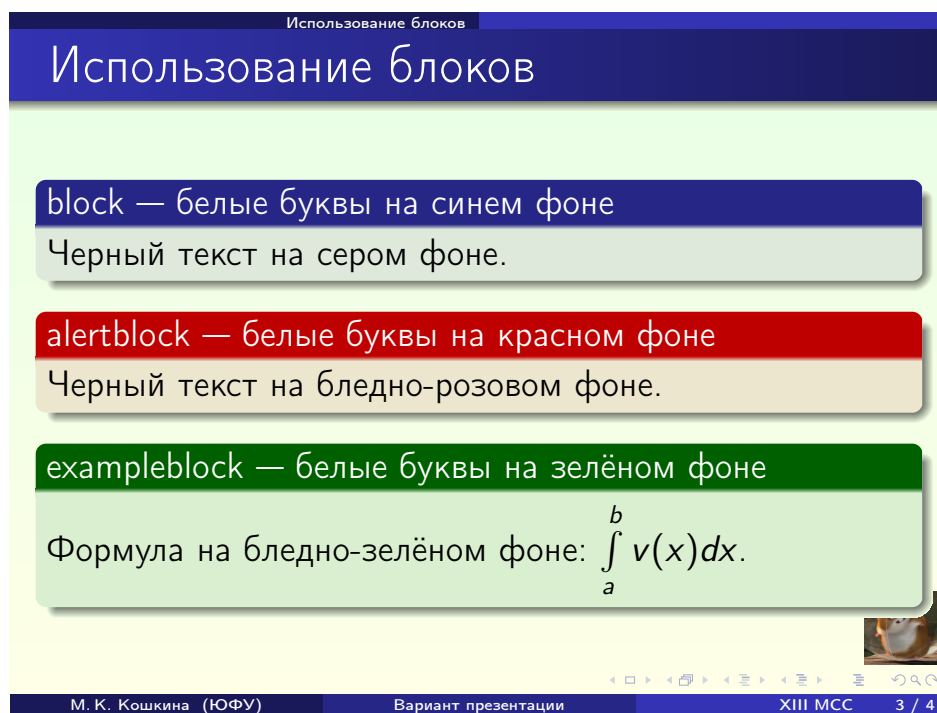 Использование блоков
Использование блоков
block — белые буквы на синем фоне
Черный текст на сером фоне.
alertblock — белые буквы на красном фоне
Черный текст на бледно-розовом фоне.
exampleblock — белые буквы на зелёном фоне
Формула на бледно-зелёном фоне: ∫ₐᵇ v(x)dx.
М. К. Кошкина (ЮФУ) Вариант презентации XIII МСС 3 / 4